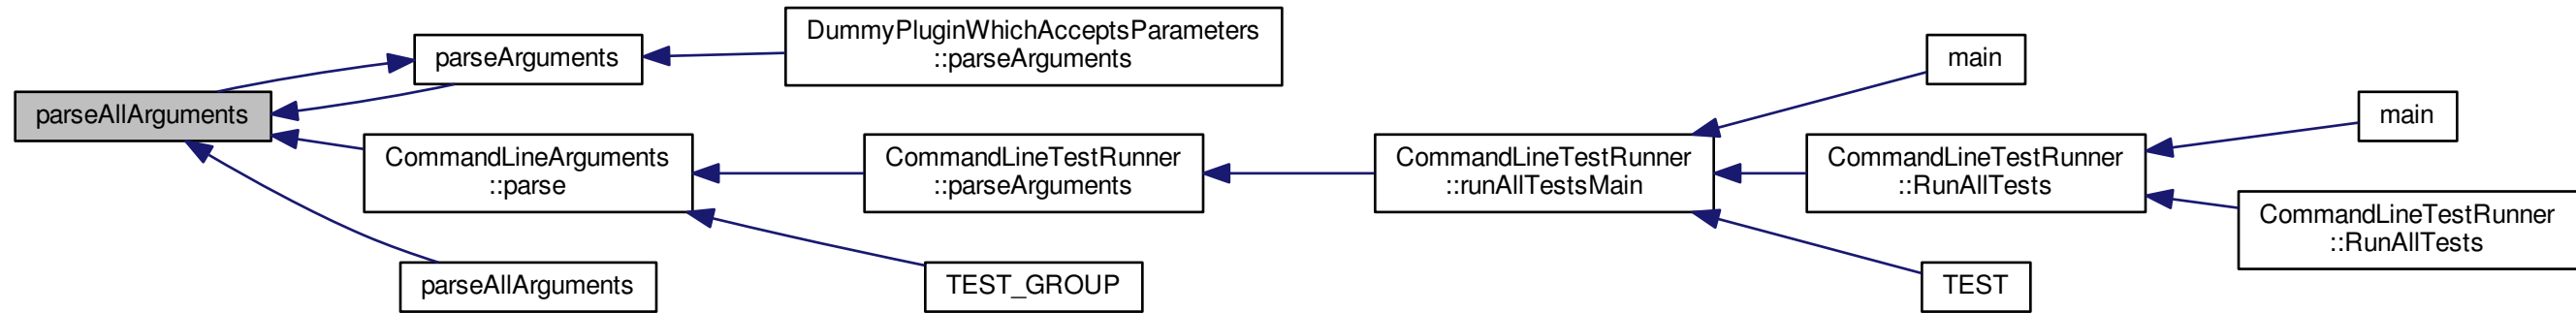 parseAllArguments
parseArguments
DummyPluginWhichAcceptsParameters
::parseArguments
CommandLineArguments
::parse
parseAllArguments
CommandLineTestRunner
::parseArguments
TEST_GROUP
CommandLineTestRunner
::runAllTestsMain
main
CommandLineTestRunner
::RunAllTests
TEST
main
CommandLineTestRunner
::RunAllTests